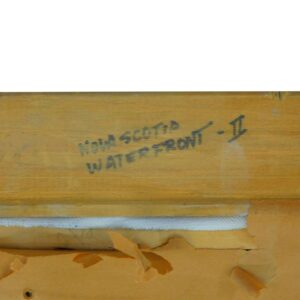 NOVA SCOTIA
WATERFRONT - II